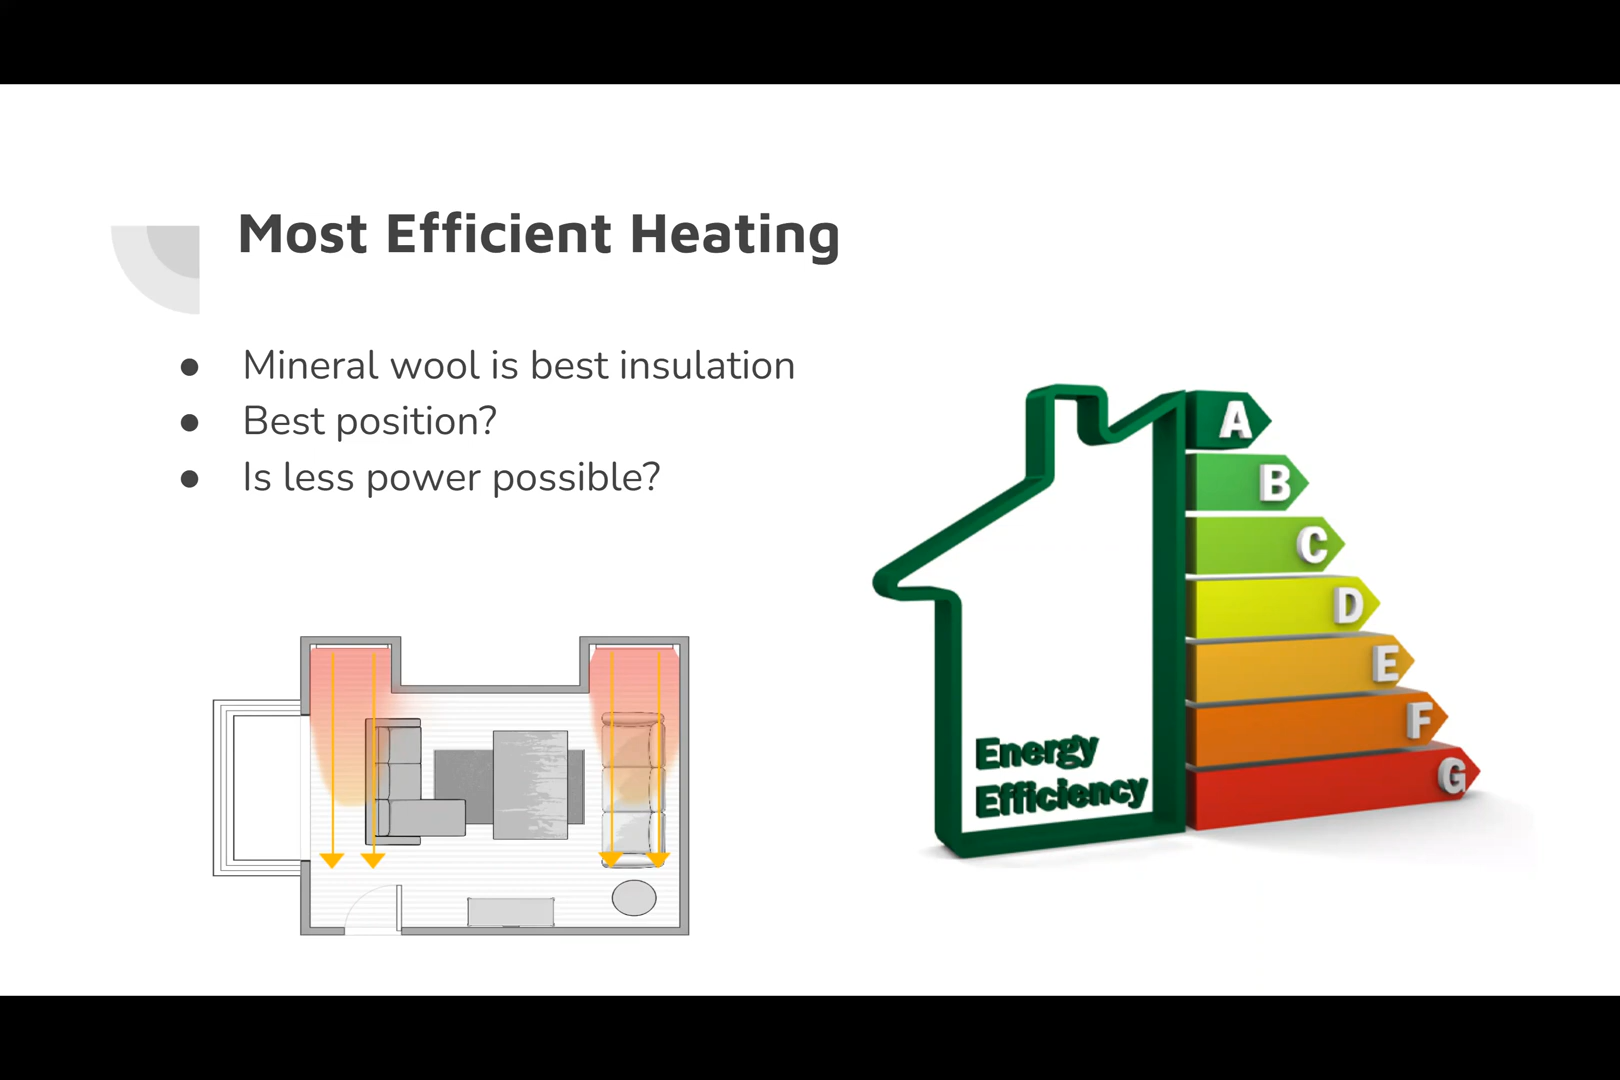 Most Efficient Heating
● Mineral wool is best insulation
● Best position?
● Is less power possible?
A
B
C
D
E
F
G
Energy
Efficiency